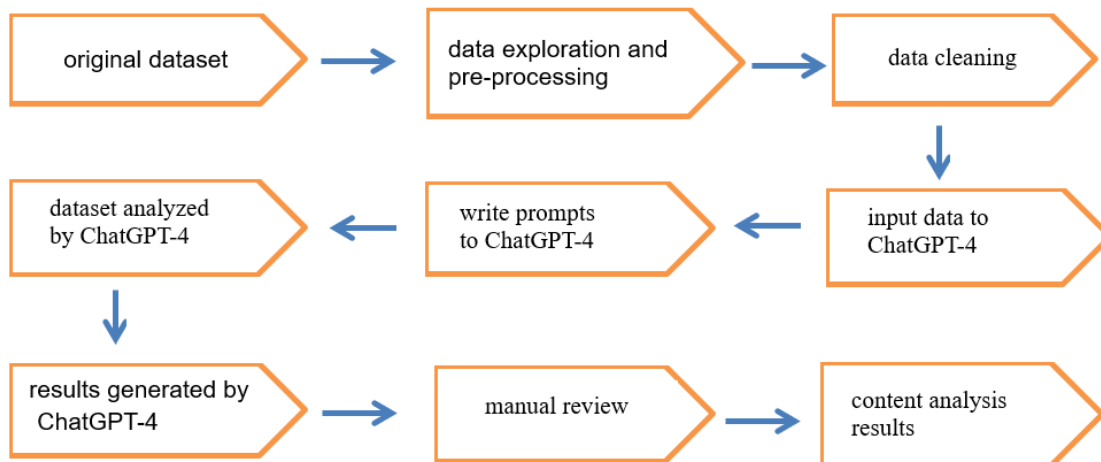 original dataset
data exploration and
pre-processing
data cleaning
dataset analyzed
by ChatGPT-4
write prompts
to ChatGPT-4
input data to
ChatGPT-4
results generated by
ChatGPT-4
manual review
content analysis
results